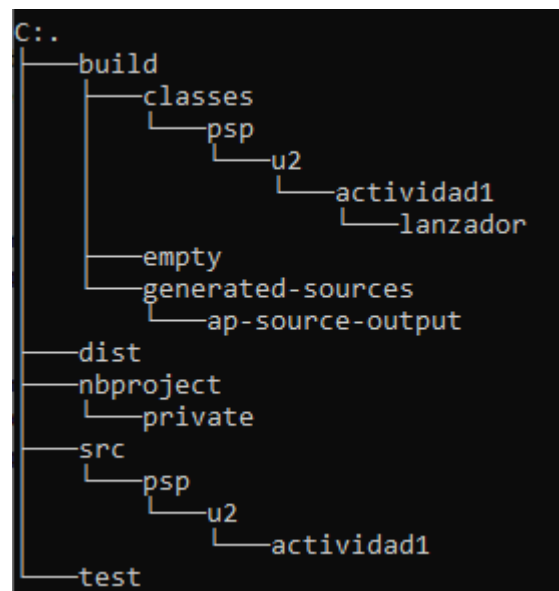 C:.
├───build
│   ├───classes
│   │   └───psp
│   │       └───u2
│   │           └───actividad1
│   │               └───lanzador
│   ├───empty
│   └───generated-sources
│       └───ap-source-output
├───dist
├───nbproject
│   └───private
├───src
│   └───psp
│       └───u2
│           └───actividad1
└───test